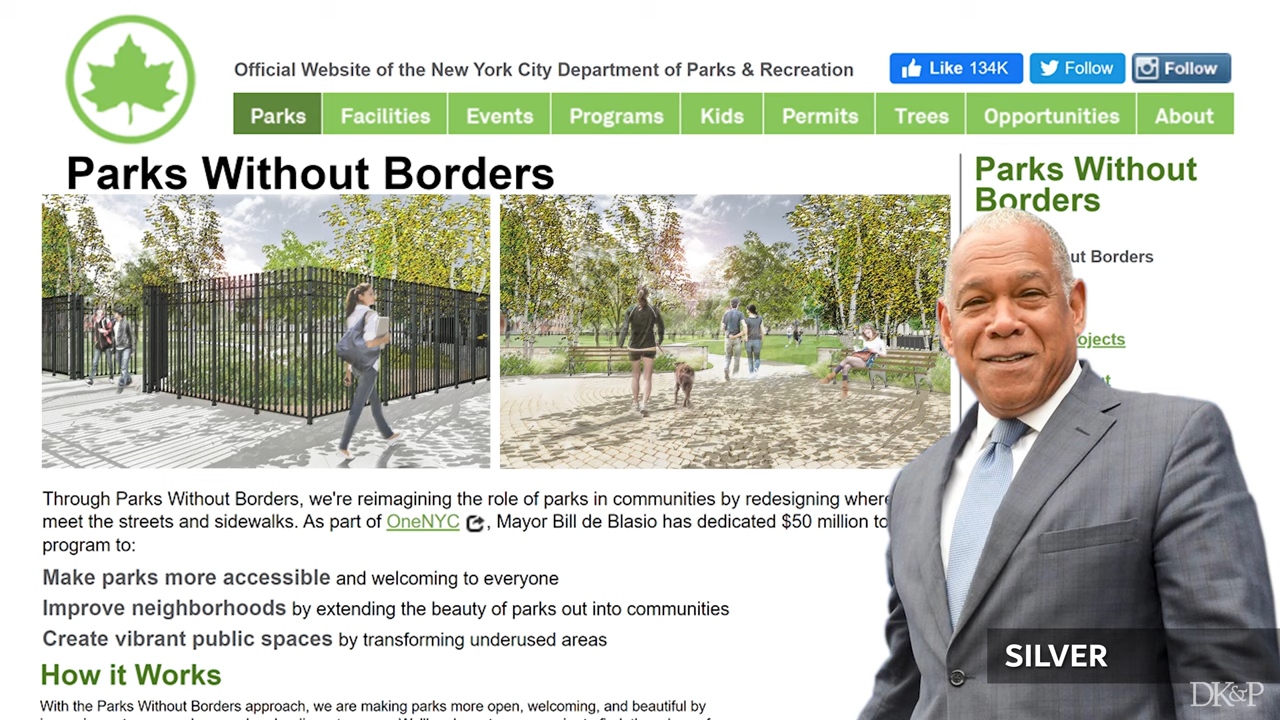 Official Website of the New York City Department of Parks & Recreation
Like 134K
Follow
Follow
Parks
Facilities
Events
Programs
Kids
Permits
Trees
Opportunities
About
Parks Without Borders
Parks Without
Borders
ut Borders
ojects
Through Parks Without Borders, we're reimagining the role of parks in communities by redesigning where
meet the streets and sidewalks. As part of OneNYC , Mayor Bill de Blasio has dedicated $50 million to
program to:
Make parks more accessible and welcoming to everyone
Improve neighborhoods by extending the beauty of parks out into communities
Create vibrant public spaces by transforming underused areas
How it Works
With the Parks Without Borders approach, we are making parks more open, welcoming, and beautiful by
SILVER
DK&P